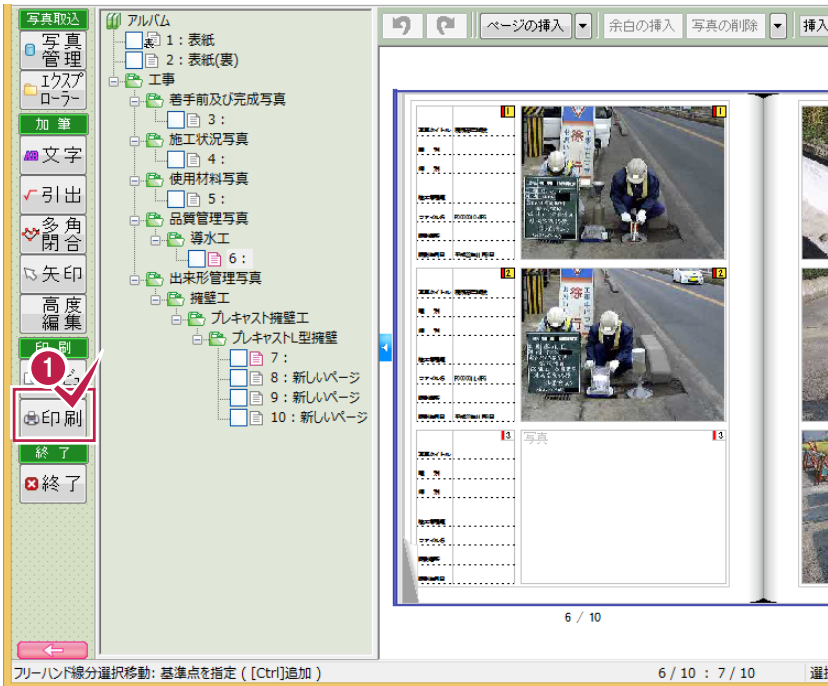 写真取込
写真管理
エクスプローラー
加 筆
文字
引出
多角閉合
矢印
高度編集
印 刷
1
印刷
終 了
終了
アルバム
表
1：表紙
2：表紙(裏)
工事
着手前及び完成写真
3：
施工状況写真
4：
使用材料写真
5：
品質管理写真
導水工
6：
出来形管理写真
擁壁工
プレキャスト擁壁工
プレキャストL型擁壁
7：
8：新しいページ
9：新しいページ
10：新しいページ
ページの挿入
余白の挿入
写真の削除
挿入
1
1
2
2
3
写真
3
6 / 10
フリーハンド線分選択移動: 基準点を指定 ( [Ctrl]追加 )
6 / 10 : 7 / 10